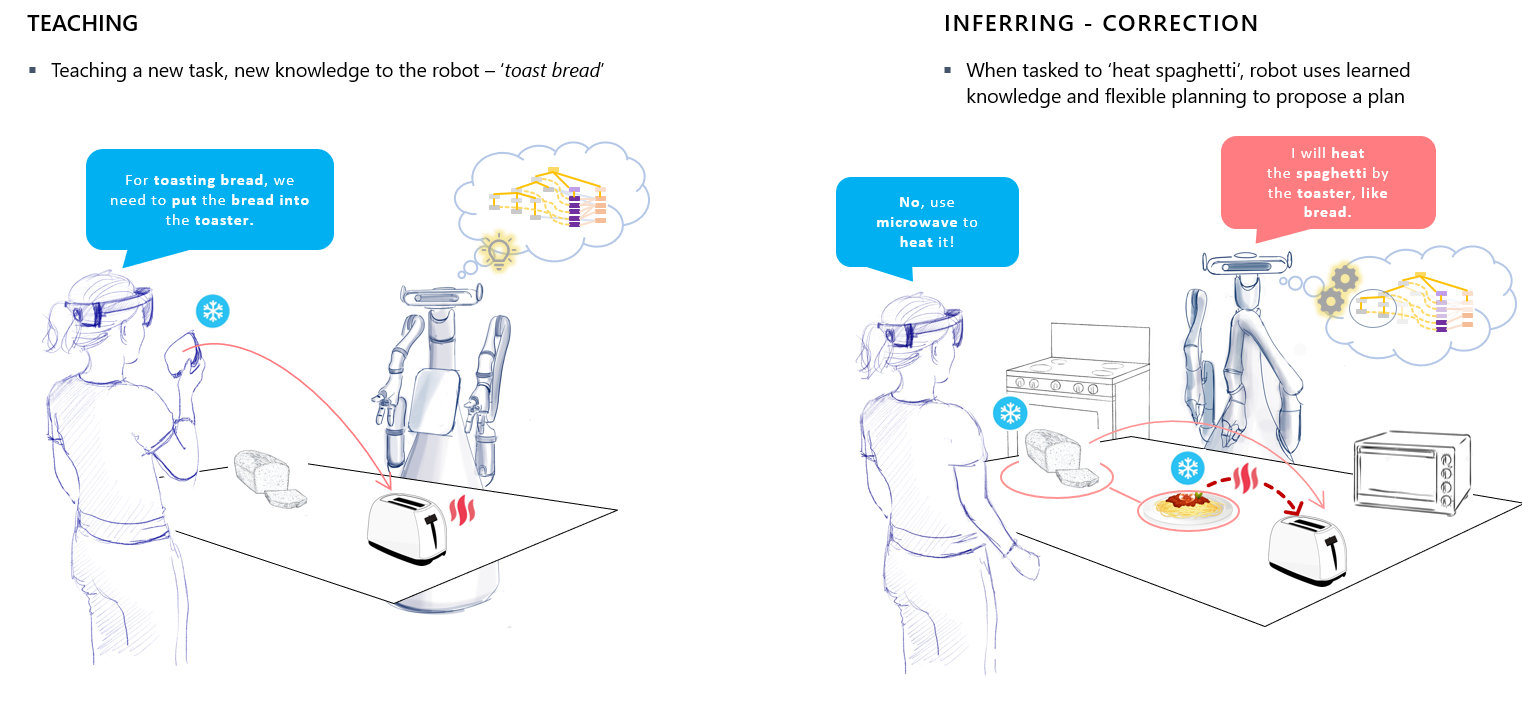 TEACHING
▪ Teaching a new task, new knowledge to the robot – ‘toast bread’
For toasting bread, we
need to put the bread into
the toaster.
INFERRING - CORRECTION
▪ When tasked to ‘heat spaghetti’, robot uses learned
knowledge and flexible planning to propose a plan
No, use
microwave to
heat it!
I will heat
the spaghetti by
the toaster, like
bread.